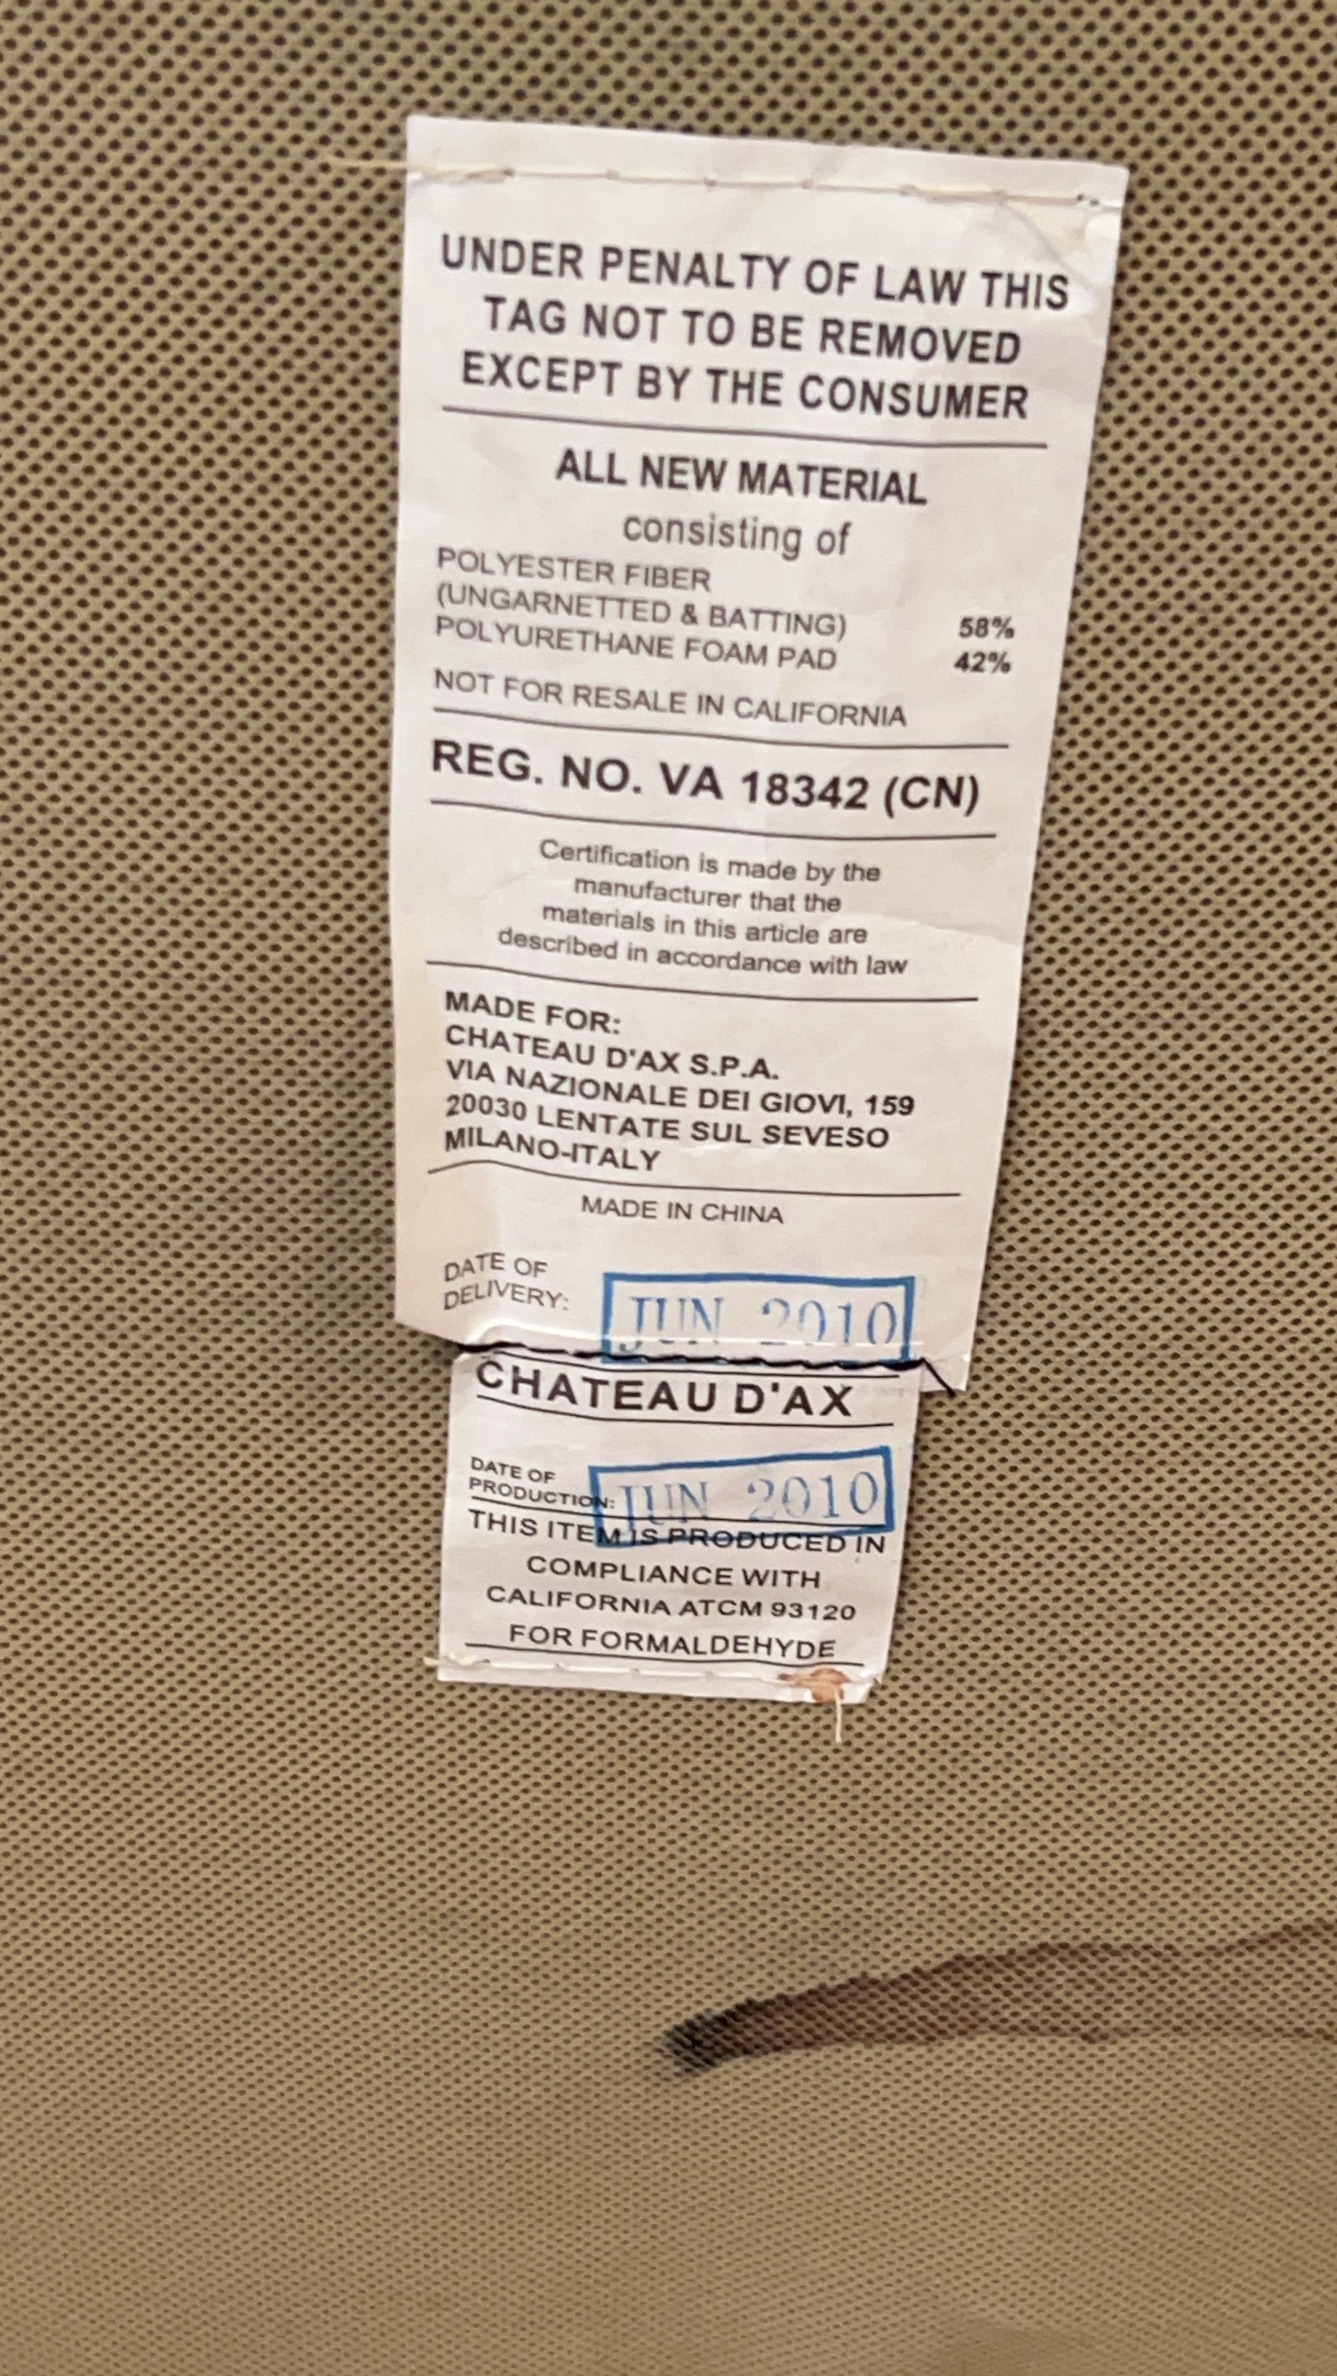 UNDER PENALTY OF LAW THIS
TAG NOT TO BE REMOVED
EXCEPT BY THE CONSUMER
ALL NEW MATERIAL
consisting of
POLYESTER FIBER
(UNGARNETTED & BATTING) 58%
POLYURETHANE FOAM PAD 42%
NOT FOR RESALE IN CALIFORNIA
REG. NO. VA 18342 (CN)
Certification is made by the
manufacturer that the
materials in this article are
described in accordance with law
MADE FOR:
CHATEAU D'AX S.P.A.
VIA NAZIONALE DEI GIOVI, 159
20030 LENTATE SUL SEVESO
MILANO-ITALY
MADE IN CHINA
DATE OF
DELIVERY: JUN 2010
CHATEAU D'AX
DATE OF
PRODUCTION: JUN 2010
THIS ITEM IS PRODUCED IN
COMPLIANCE WITH
CALIFORNIA ATCM 93120
FOR FORMALDEHYDE